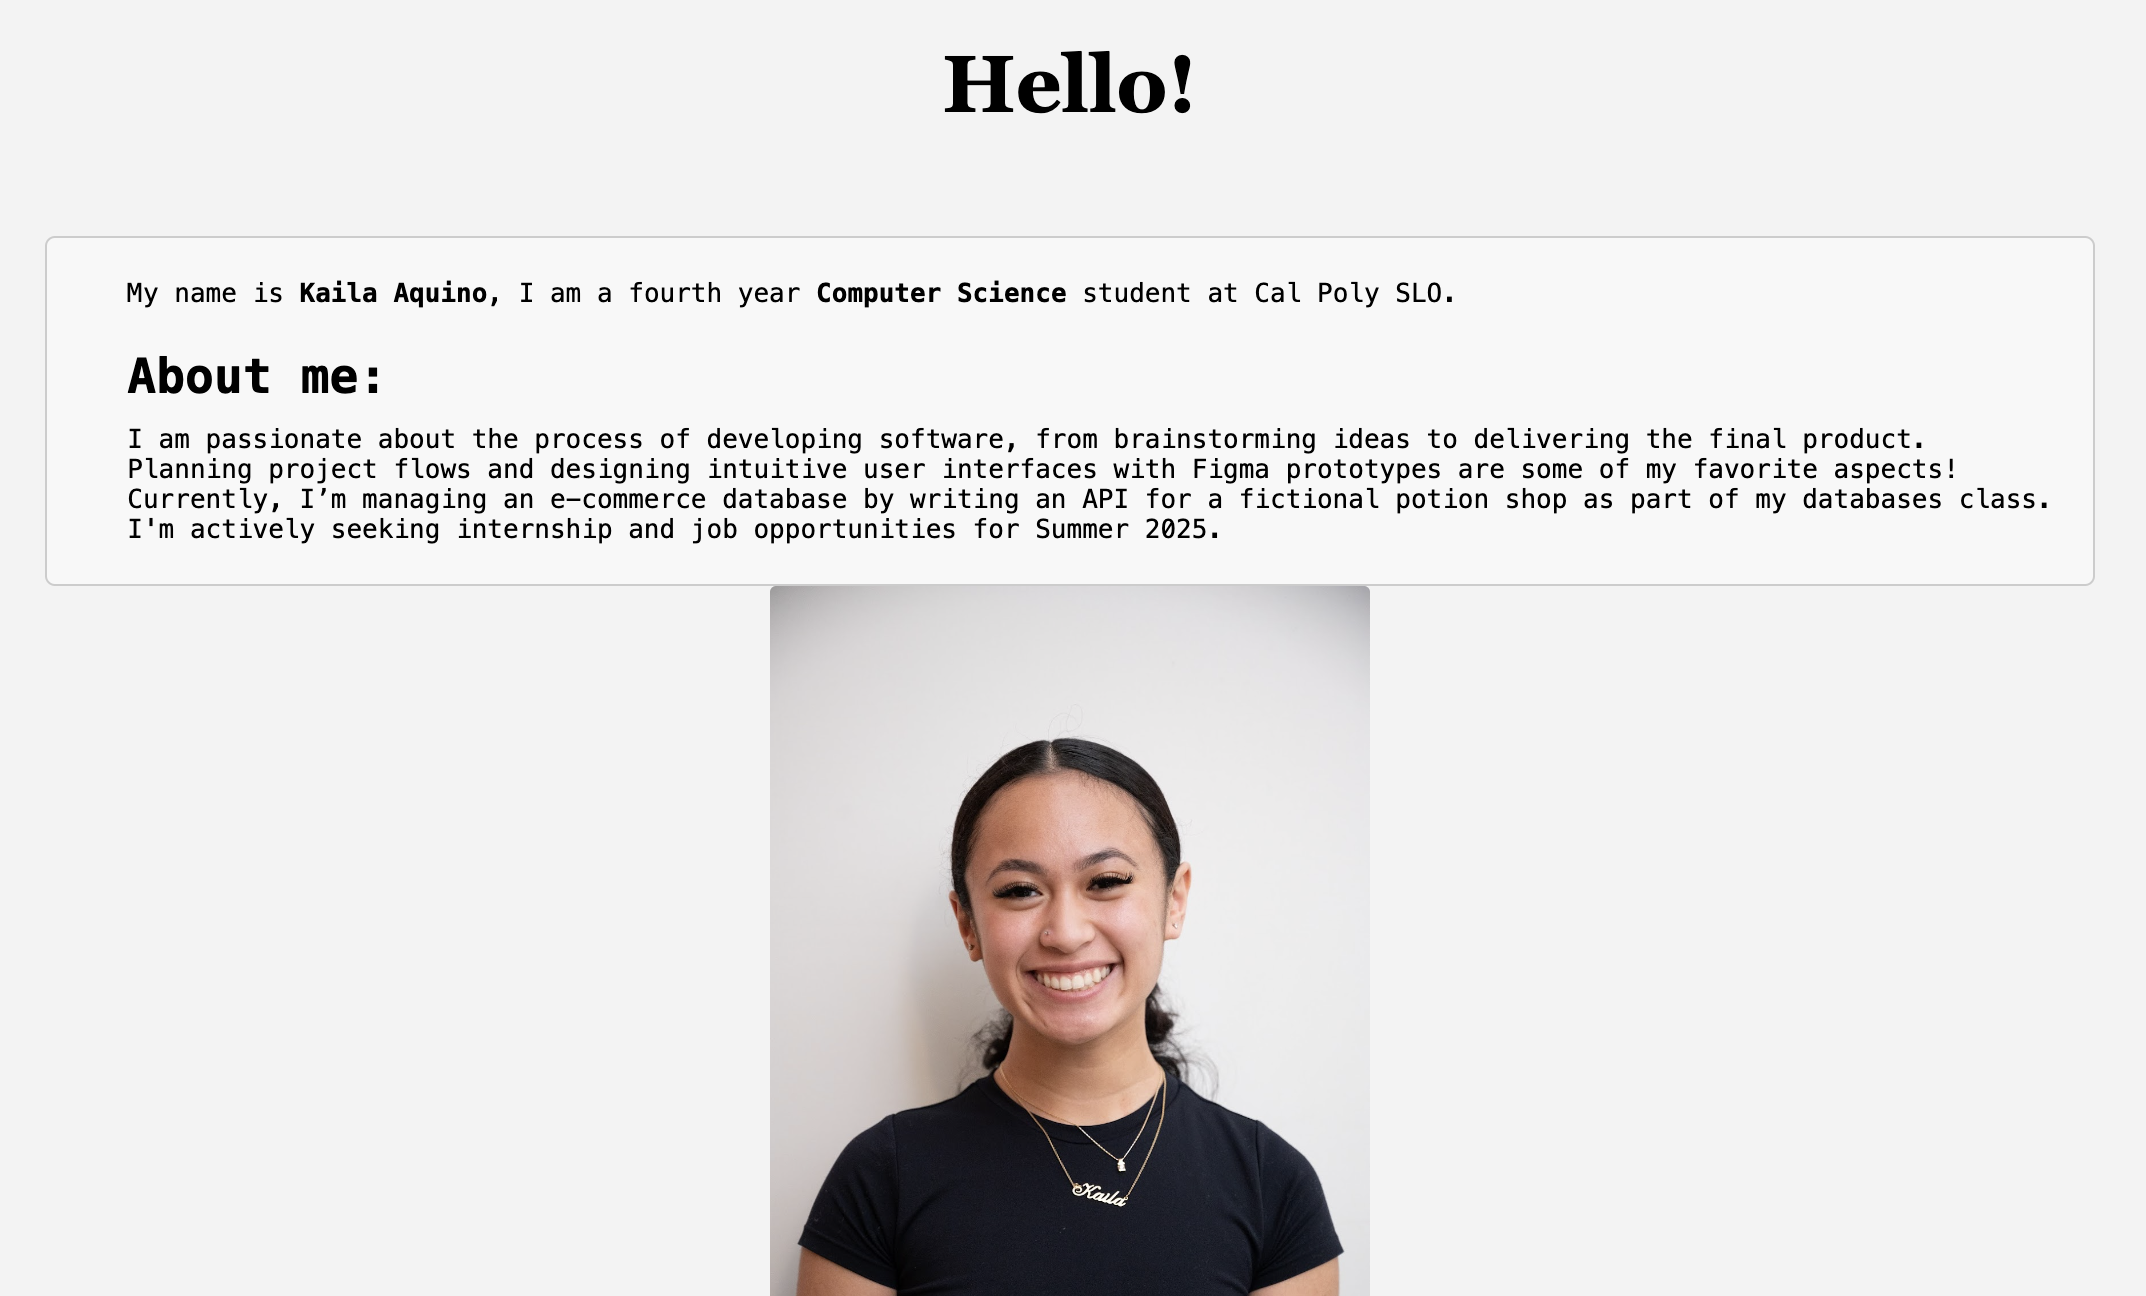 Hello!
My name is Kaila Aquino, I am a fourth year Computer Science student at Cal Poly SLO.
About me:
I am passionate about the process of developing software, from brainstorming ideas to delivering the final product.
Planning project flows and designing intuitive user interfaces with Figma prototypes are some of my favorite aspects!
Currently, I’m managing an e-commerce database by writing an API for a fictional potion shop as part of my databases class.
I'm actively seeking internship and job opportunities for Summer 2025.
Kaila